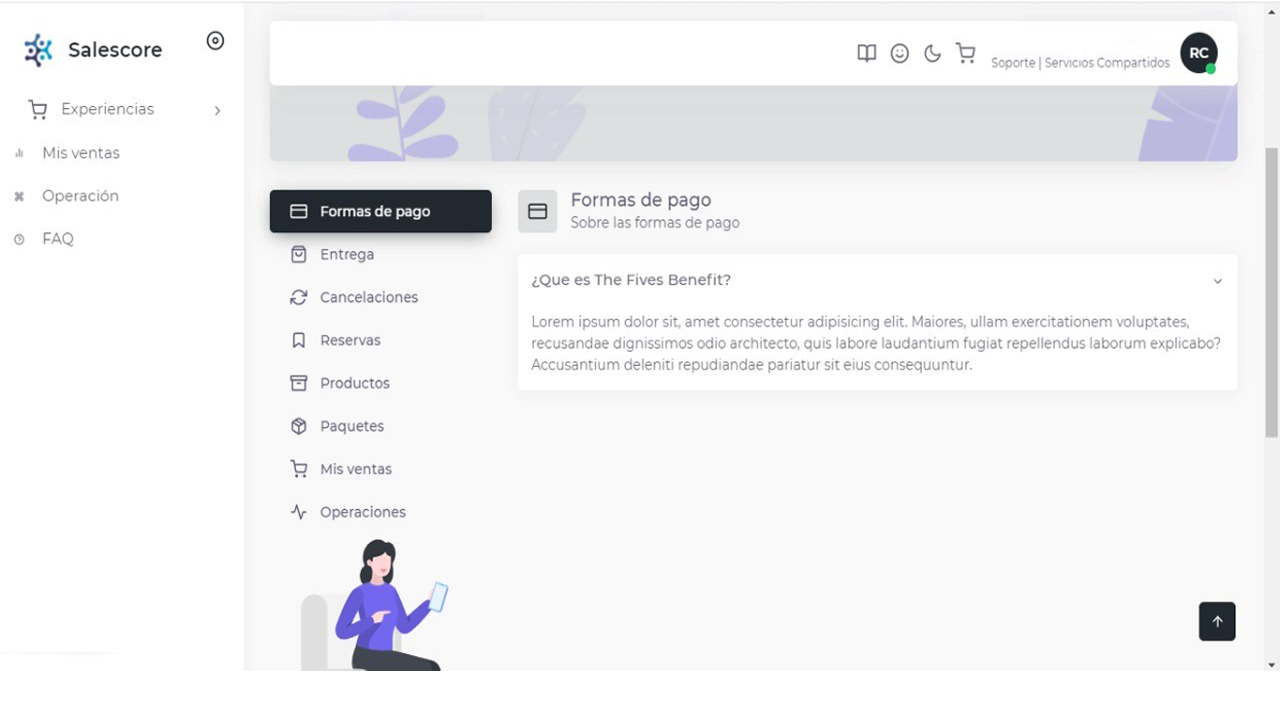 Salescore
Experiencias
Mis ventas
Operación
FAQ
Soporte | Servicios Compartidos
RC
Formas de pago
Entrega
Cancelaciones
Reservas
Productos
Paquetes
Mis ventas
Operaciones
Formas de pago
Sobre las formas de pago
¿Que es The Fives Benefit?
Lorem ipsum dolor sit, amet consectetur adipisicing elit. Maiores, ullam exercitationem voluptates,
recusandae dignissimos odio architecto, quis labore laudantium fugiat repellendus laborum explicabo?
Accusantium deleniti repudiandae pariatur sit eius consequuntur.